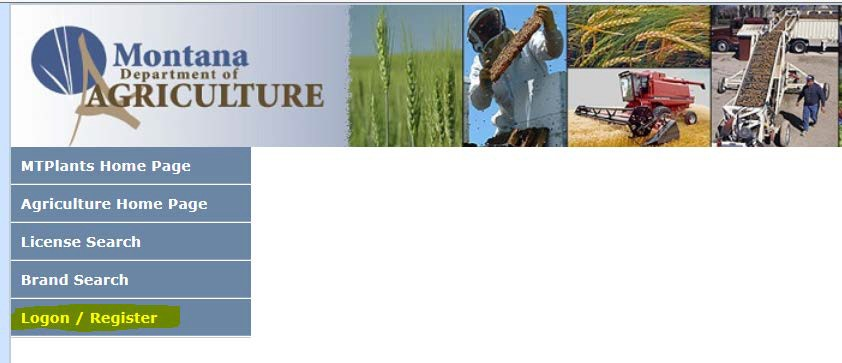 Montana
Department of
AGRICULTURE
MTPlants Home Page
Agriculture Home Page
License Search
Brand Search
Logon / Register